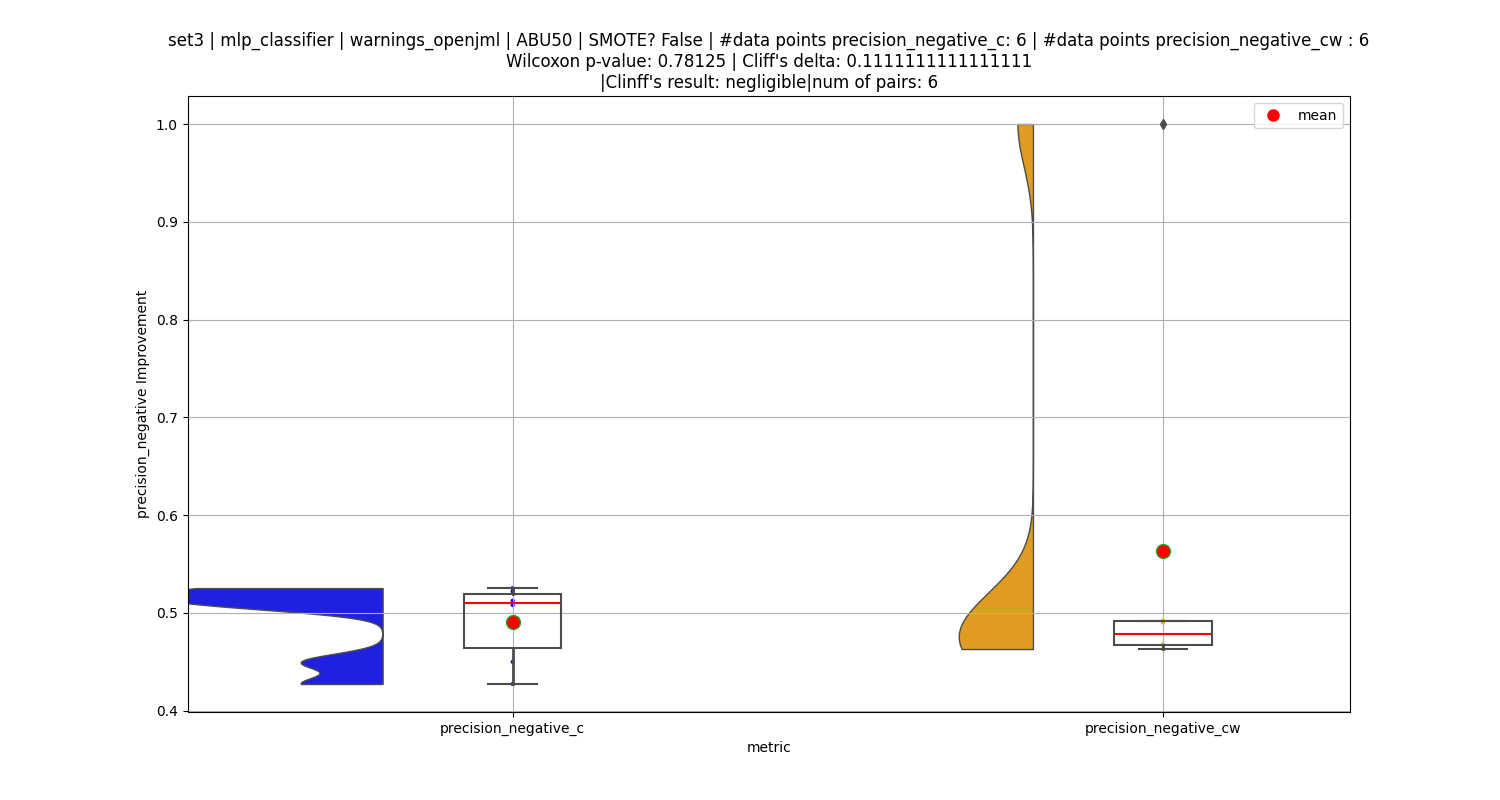 set3 | mlp_classifier | warnings_openjml | ABU50 | SMOTE? False | #data points precision_negative_c: 6 | #data points precision_negative_cw : 6
Wilcoxon p-value: 0.78125 | Cliff's delta: 0.1111111111111111
|Clinff's result: negligible|num of pairs: 6
mean
1.0
0.9
0.8
0.7
0.6
0.5
0.4
precision_negative Improvement
precision_negative_c
precision_negative_cw
metric